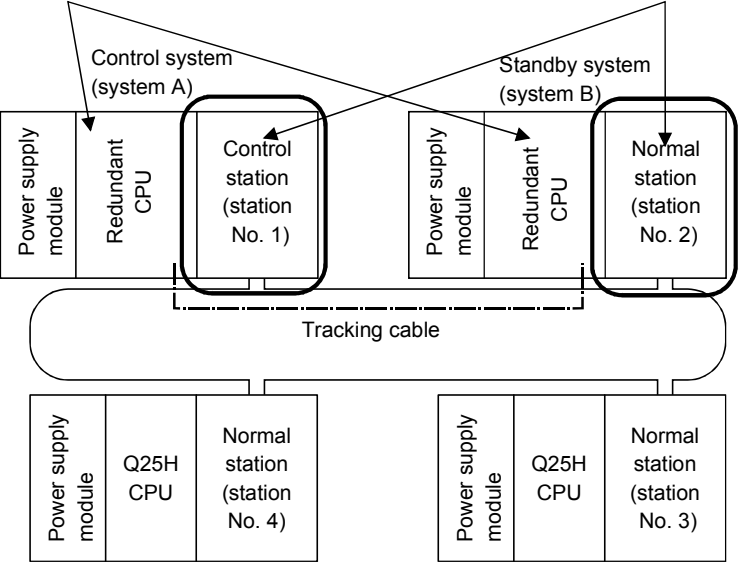 Control system
(system A)
Standby system
(system B)
Power supply
module
Redundant
CPU
Control
station
(station
No. 1)
Power supply
module
Redundant
CPU
Normal
station
(station
No. 2)
Tracking cable
Power supply
module
Q25H
CPU
Normal
station
(station
No. 4)
Power supply
module
Q25H
CPU
Normal
station
(station
No. 3)